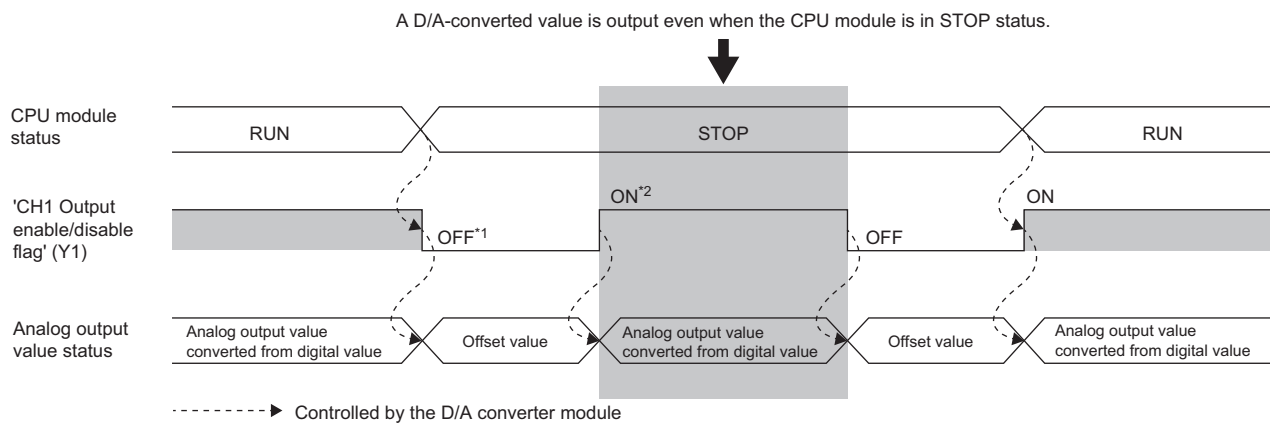 A D/A-converted value is output even when the CPU module is in STOP status.
CPU module
status
RUN
STOP
RUN
'CH1 Output
enable/disable
flag' (Y1)
OFF*1
ON*2
OFF
ON
Analog output
value status
Analog output value
converted from digital value
Offset value
Analog output value
converted from digital value
Offset value
Analog output value
converted from digital value
Controlled by the D/A converter module